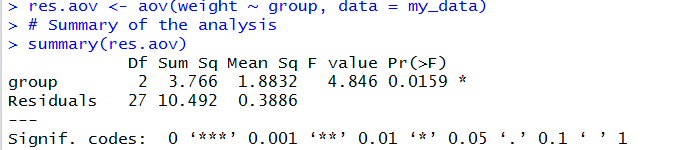 > res.aov <- aov(weight ~ group, data = my_data)
> # Summary of the analysis
> summary(res.aov)
            Df Sum Sq Mean Sq F value Pr(>F)
group        2  3.766  1.8832   4.846 0.0159 *
Residuals   27 10.492  0.3886
---
Signif. codes:  0 ‘***’ 0.001 ‘**’ 0.01 ‘*’ 0.05 ‘.’ 0.1 ‘ ’ 1